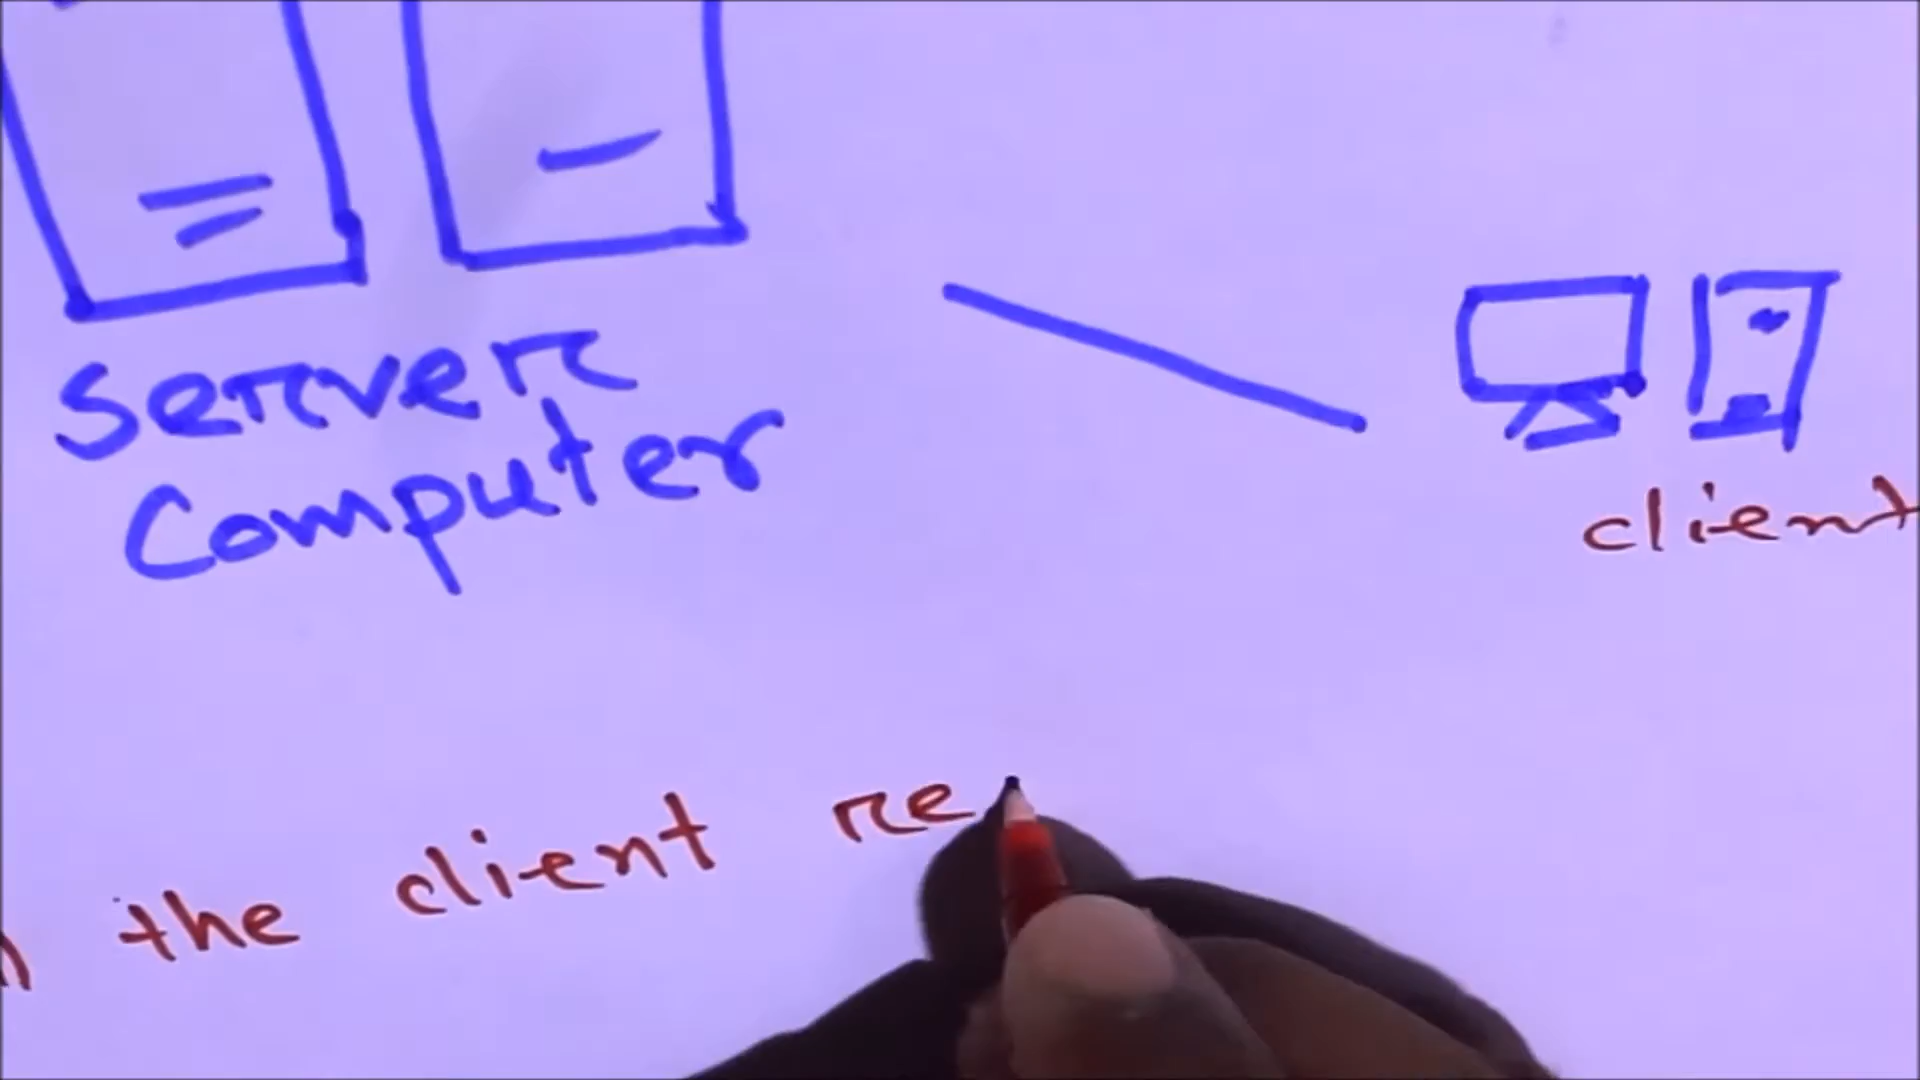 Server
Computer
client
the client re